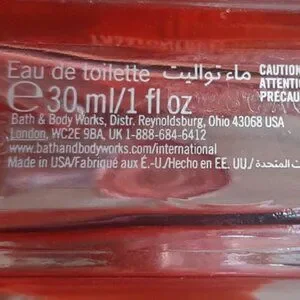 Eau de toilette ماء تواليت CAUTION
ATTENTI
℮ 30 ml/1 fl oz PRÉCAU
Bath & Body Works, Distr. Reynoldsburg, Ohio 43068 USA
London, WC2E 9BA, UK 1-888-684-6412
www.bathandbodyworks.com/international
Made in USA/Fabriqué aux É.-U./Hecho en EE. UU./ت المتحدة